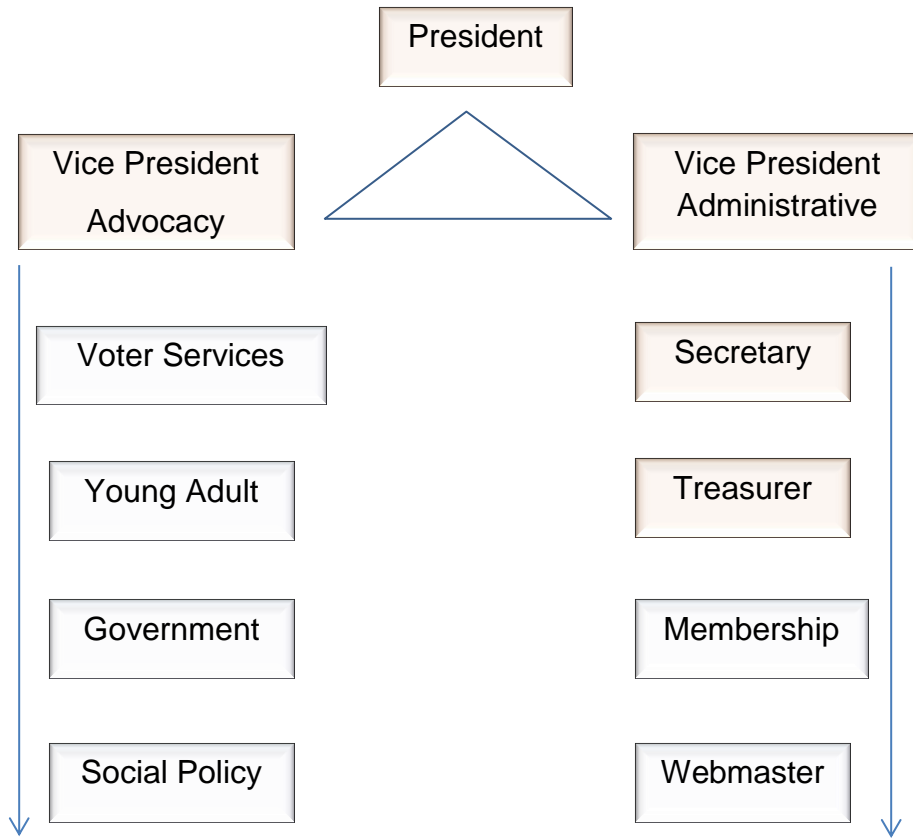 President
Vice President
Advocacy
Vice President
Administrative
Voter Services
Secretary
Young Adult
Treasurer
Government
Membership
Social Policy
Webmaster